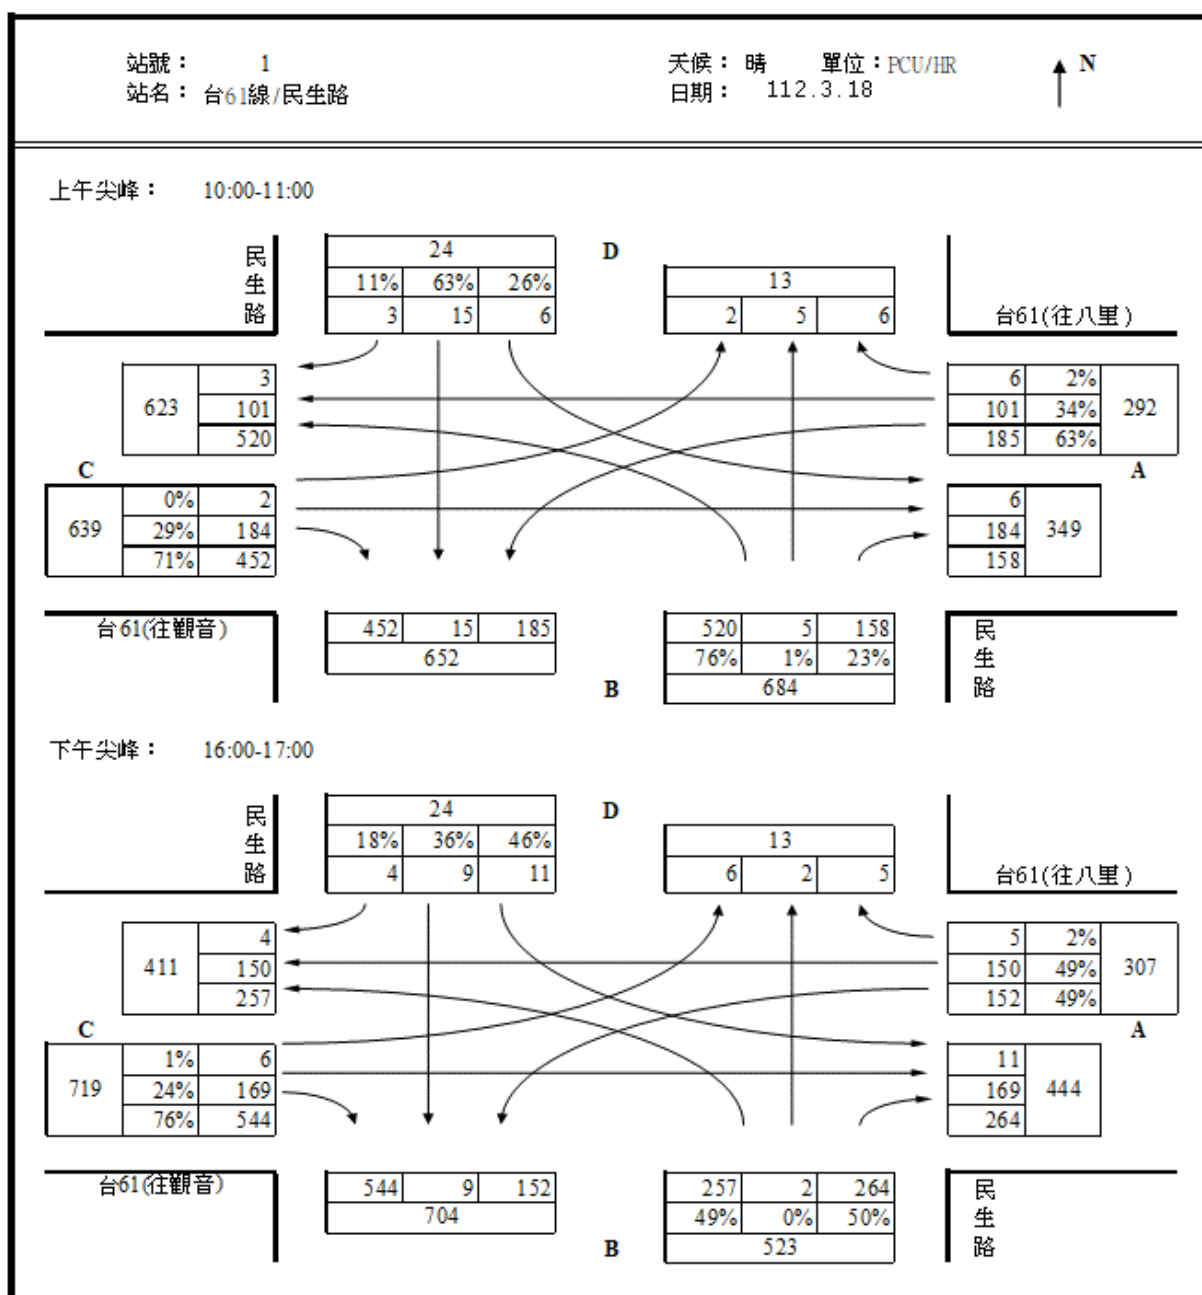 站號： 1 天候： 晴 單位：PCU/HR N
站名： 台61線/民生路 日期： 112.3.18
上午尖峰： 10:00-11:00
民生路
24
11% 63% 26%
3 15 6
D
13
2 5 6
台61(往八里)
623
3
101
520
6 2%
101 34%
185 63%
292
C
A
639
0% 2
29% 184
71% 452
6
184
158
349
台61(往觀音)
452 15 185
652
B
520 5 158
76% 1% 23%
684
民生路
下午尖峰： 16:00-17:00
民生路
24
18% 36% 46%
4 9 11
D
13
6 2 5
台61(往八里)
411
4
150
257
5 2%
150 49%
152 49%
307
C
A
719
1% 6
24% 169
76% 544
11
169
264
444
台61(往觀音)
544 9 152
704
B
257 2 264
49% 0% 50%
523
民生路